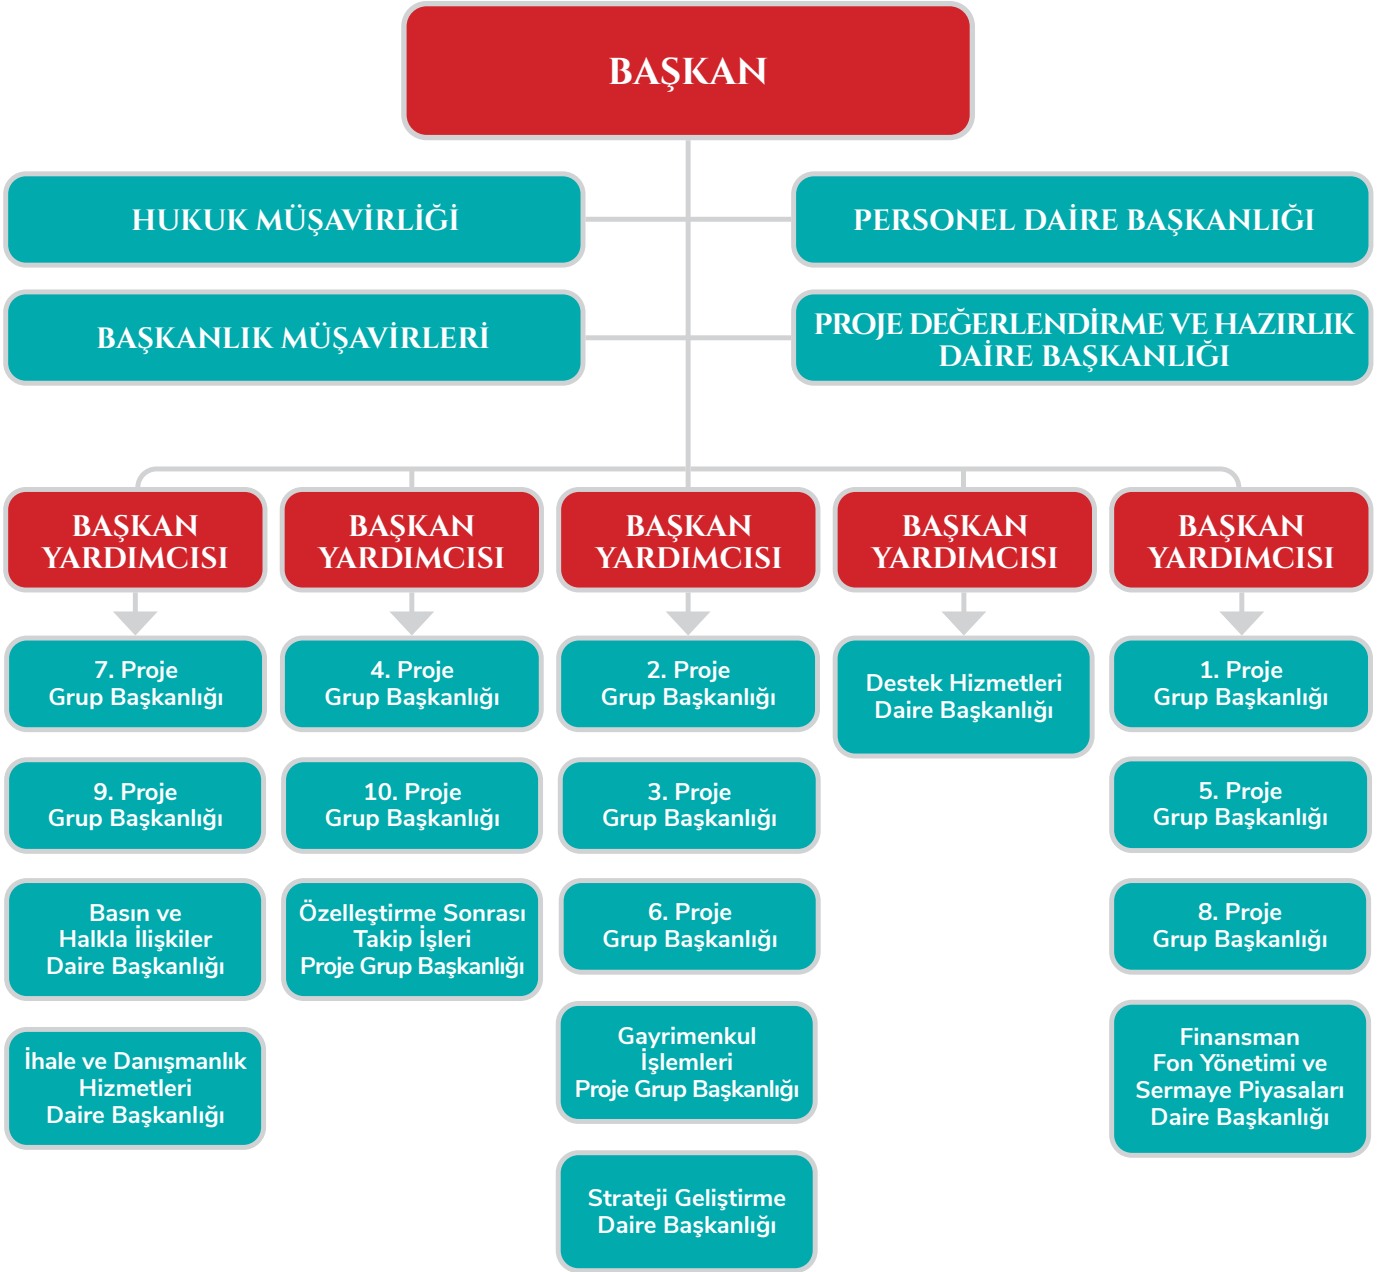 BAŞKAN
HUKUK MÜŞAVİRLİĞİ
PERSONEL DAİRE BAŞKANLIĞI
BAŞKANLIK MÜŞAVİRLERİ
PROJE DEĞERLENDİRME VE HAZIRLIK
DAİRE BAŞKANLIĞI
BAŞKAN
YARDIMCISI
BAŞKAN
YARDIMCISI
BAŞKAN
YARDIMCISI
BAŞKAN
YARDIMCISI
BAŞKAN
YARDIMCISI
7. Proje
Grup Başkanlığı
4. Proje
Grup Başkanlığı
2. Proje
Grup Başkanlığı
Destek Hizmetleri
Daire Başkanlığı
1. Proje
Grup Başkanlığı
9. Proje
Grup Başkanlığı
10. Proje
Grup Başkanlığı
3. Proje
Grup Başkanlığı
5. Proje
Grup Başkanlığı
Basın ve
Halkla İlişkiler
Daire Başkanlığı
Özelleştirme Sonrası
Takip İşleri
Proje Grup Başkanlığı
6. Proje
Grup Başkanlığı
8. Proje
Grup Başkanlığı
İhale ve Danışmanlık
Hizmetleri
Daire Başkanlığı
Gayrimenkul
İşlemleri
Proje Grup Başkanlığı
Finansman
Fon Yönetimi ve
Sermaye Piyasaları
Daire Başkanlığı
Strateji Geliştirme
Daire Başkanlığı